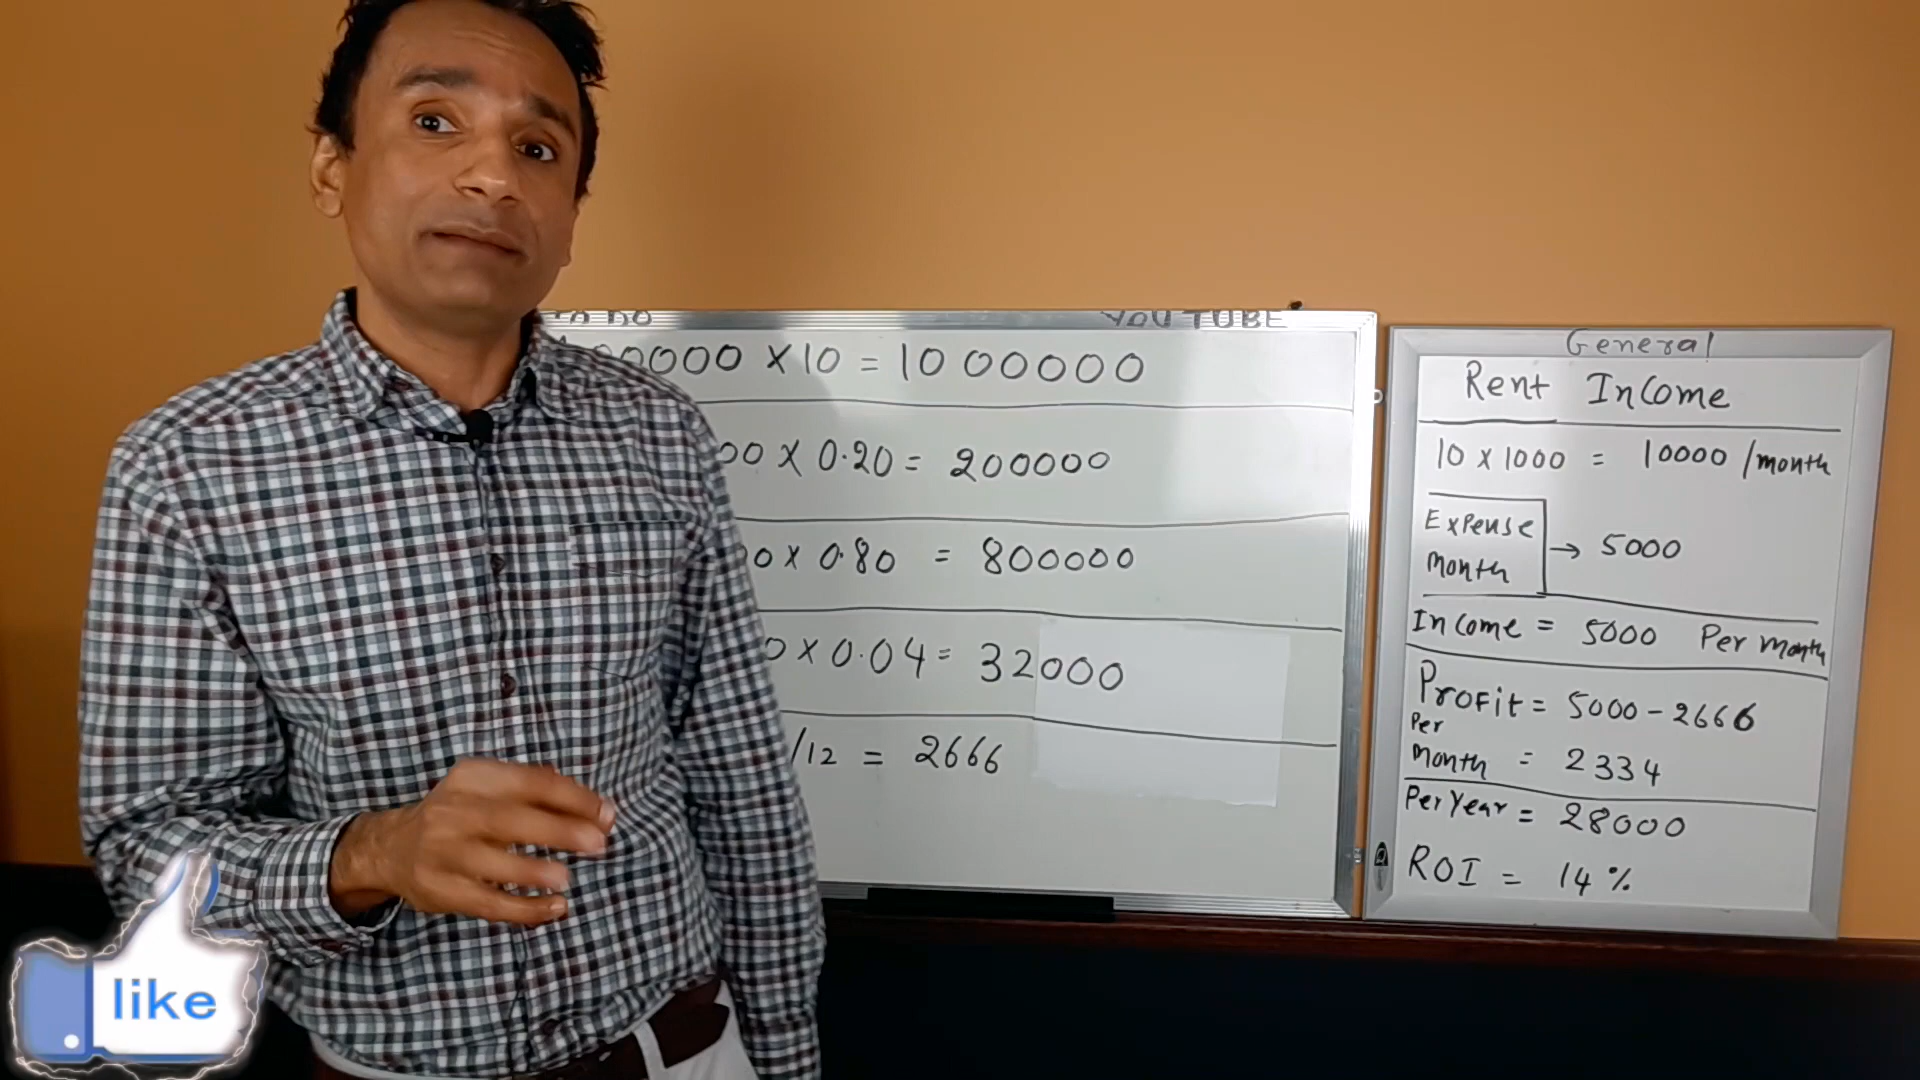 YOUTUBE
00000 × 10 = 1000000
00 × 0.20 = 200000
0 × 0.80 = 800000
0 × 0.04 = 32000
/12 = 2666
General
Rent Income
10 × 1000 = 10000 /month
Expense
month → 5000
Income = 5000 Per month
Profit = 5000 - 2666
Per
month = 2334
Per Year = 28000
ROI = 14%
like